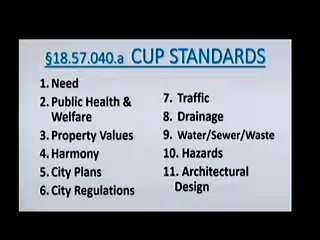 §18.57.040.a CUP STANDARDS
1. Need
2. Public Health &
Welfare
3. Property Values
4. Harmony
5. City Plans
6. City Regulations
7. Traffic
8. Drainage
9. Water/Sewer/Waste
10. Hazards
11. Architectural
Design